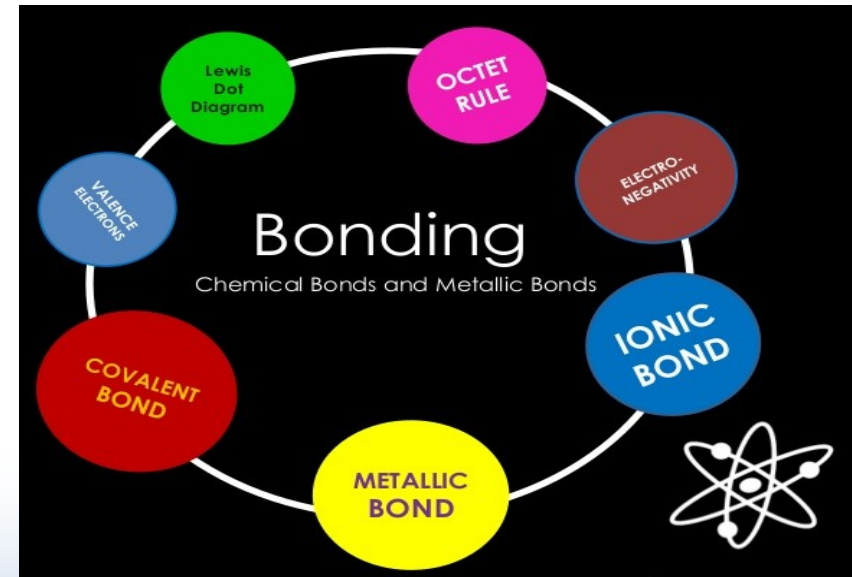 Lewis
Dot
Diagram
OCTET
RULE
VALENCE
ELECTRONS
ELECTRO-
NEGATIVITY
Bonding
Chemical Bonds and Metallic Bonds
IONIC
BOND
COVALENT
BOND
METALLIC
BOND